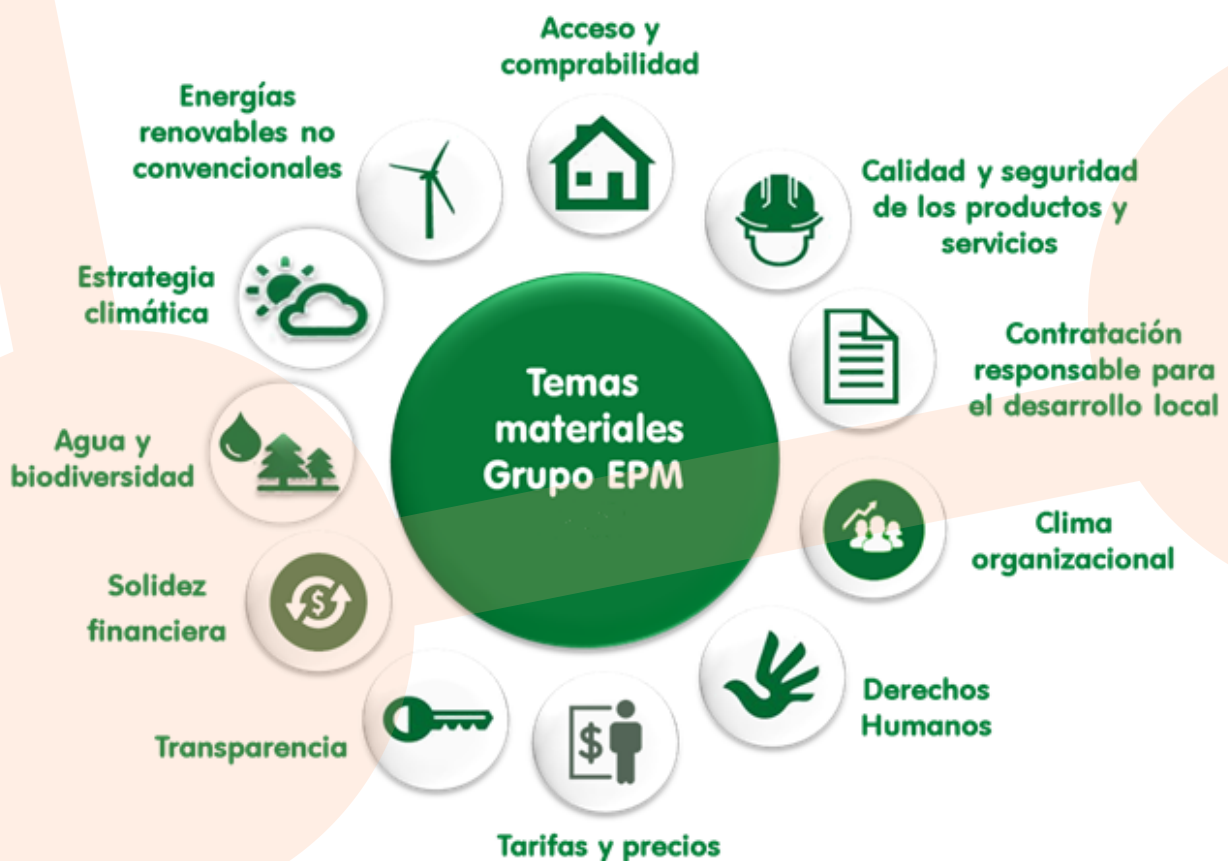 Acceso y
comprabilidad
Energías
renovables no
convencionales
Calidad y seguridad
de los productos y
servicios
Estrategia
climática
Contratación
responsable para
el desarrollo local
Temas
materiales
Grupo EPM
Agua y
biodiversidad
Clima
organizacional
Solidez
financiera
Derechos
Humanos
Transparencia
$
$
Tarifas y precios